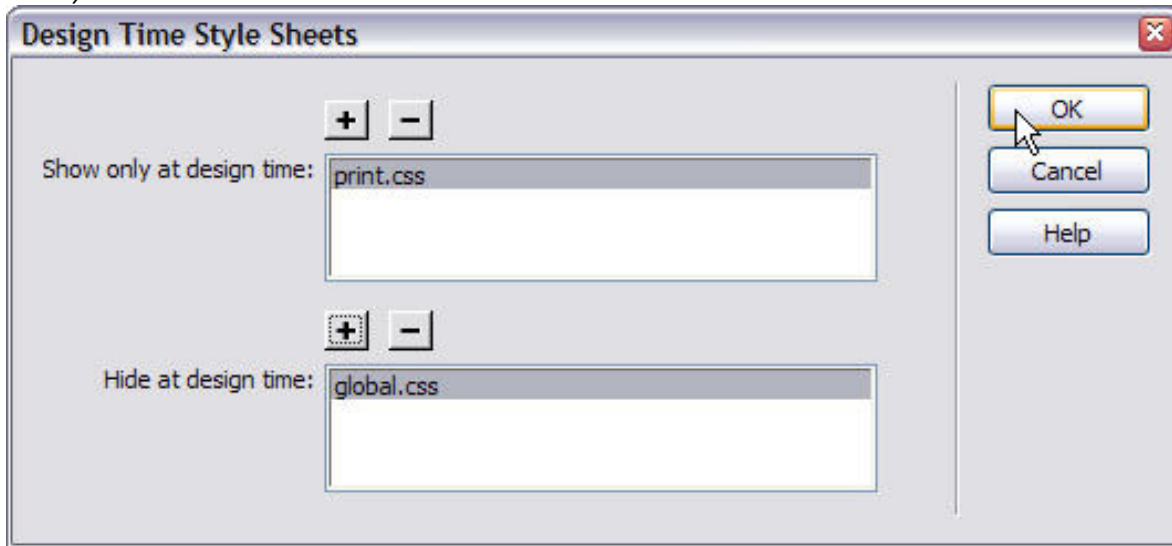 Design Time Style Sheets
+ −
Show only at design time:
print.css
+ −
Hide at design time:
global.css
OK
Cancel
Help